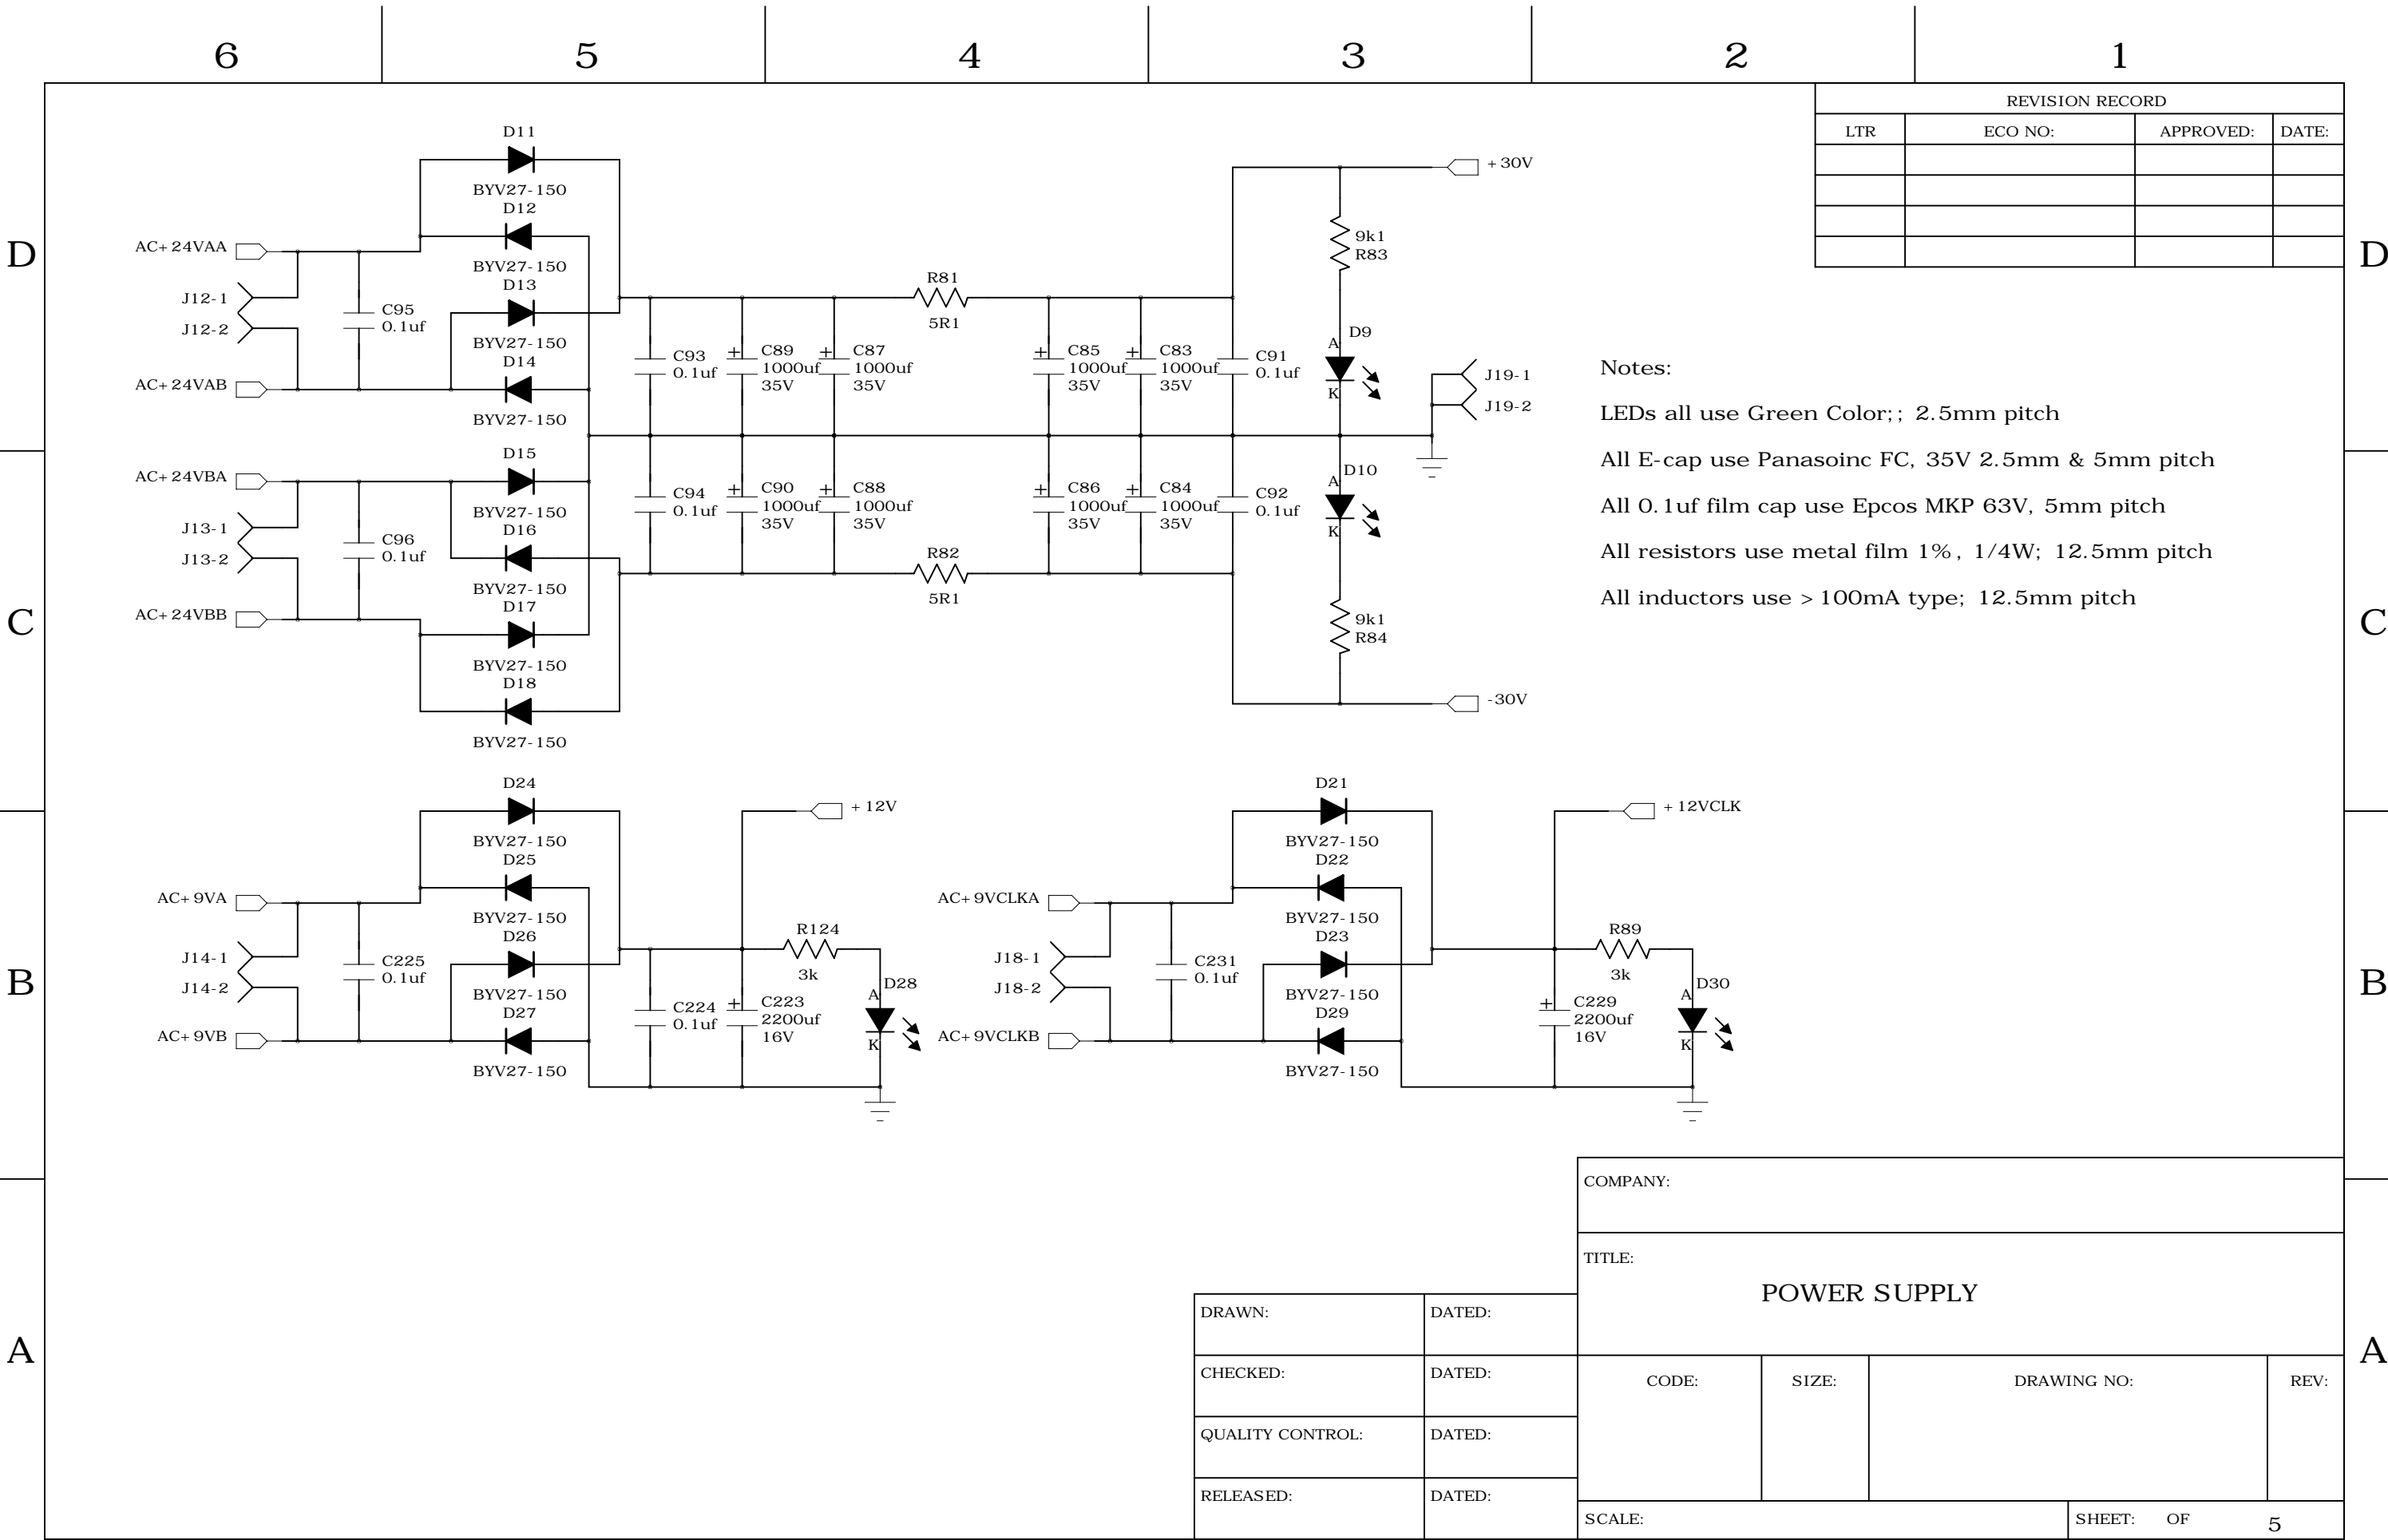 6 5 4 3 2 1
REVISION RECORD
LTR ECO NO: APPROVED: DATE:
D D
C C
B B
A A
D11
BYV27-150
D12
BYV27-150
D13
BYV27-150
D14
BYV27-150
AC+24VAA
J12-1
J12-2
AC+24VAB
C95
0.1uf
D15
BYV27-150
D16
BYV27-150
D17
BYV27-150
D18
BYV27-150
AC+24VBA
J13-1
J13-2
AC+24VBB
C96
0.1uf
C93
0.1uf
+ C89
1000uf
35V
+ C87
1000uf
35V
R81
5R1
+ C85
1000uf
35V
+ C83
1000uf
35V
C91
0.1uf
C94
0.1uf
+ C90
1000uf
35V
+ C88
1000uf
35V
R82
5R1
+ C86
1000uf
35V
+ C84
1000uf
35V
C92
0.1uf
+30V
9k1
R83
D9
A
K
D10
A
K
9k1
R84
-30V
J19-1
J19-2
Notes:
LEDs all use Green Color;; 2.5mm pitch
All E-cap use Panasoinc FC, 35V 2.5mm & 5mm pitch
All 0.1uf film cap use Epcos MKP 63V, 5mm pitch
All resistors use metal film 1%, 1/4W; 12.5mm pitch
All inductors use >100mA type; 12.5mm pitch
D24
BYV27-150
D25
BYV27-150
D26
BYV27-150
D27
BYV27-150
AC+9VA
J14-1
J14-2
AC+9VB
C225
0.1uf
C224
0.1uf
+ C223
2200uf
16V
+12V
R124
3k
D28
A
K
D21
BYV27-150
D22
BYV27-150
D23
BYV27-150
D29
BYV27-150
AC+9VCLKA
J18-1
J18-2
AC+9VCLKB
C231
0.1uf
+ C229
2200uf
16V
+12VCLK
R89
3k
D30
A
K
COMPANY:
TITLE:
POWER SUPPLY
DRAWN: DATED:
CHECKED: DATED:
QUALITY CONTROL: DATED:
RELEASED: DATED:
CODE: SIZE: DRAWING NO: REV:
SCALE: SHEET: OF 5